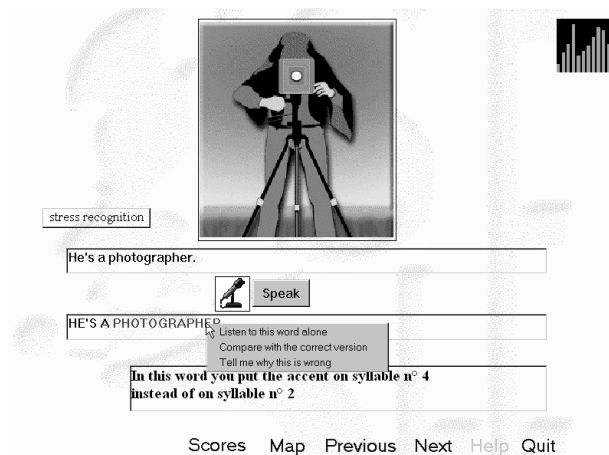 stress recognition
He's a photographer.
Speak
HE'S A PHOTOGRAPHER
Listen to this word alone
Compare with the correct version
Tell me why this is wrong
In this word you put the accent on syllable n° 4
instead of on syllable n° 2
Scores Map Previous Next Help Quit